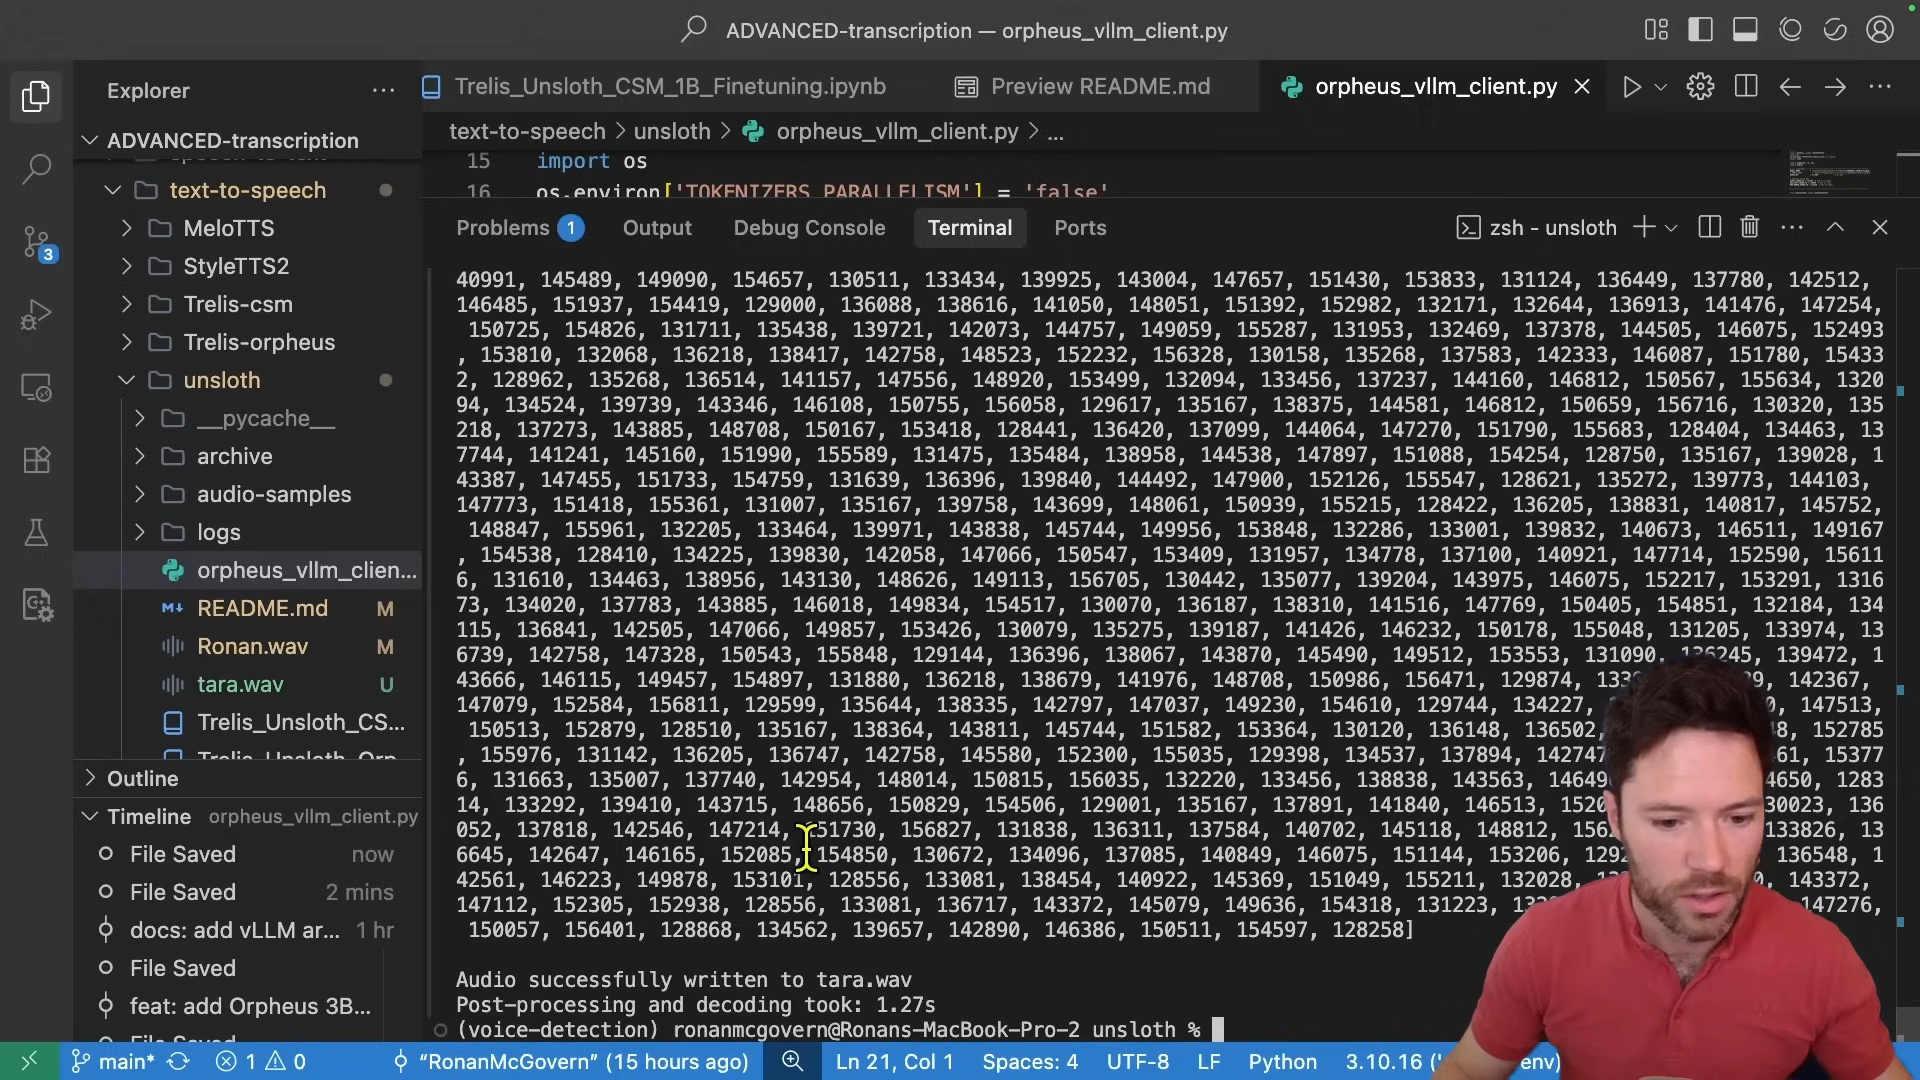 ADVANCED-transcription — orpheus_vllm_client.py
Explorer
Trelis_Unsloth_CSM_1B_Finetuning.ipynb
Preview README.md
orpheus_vllm_client.py
ADVANCED-transcription
text-to-speech > unsloth > orpheus_vllm_client.py > ...
15 import os
16 os.environ['TOKENIZERS_PARALLELISM'] = 'false'
text-to-speech
MeloTTS
StyleTTS2
Trelis-csm
Trelis-orpheus
unsloth
__pycache__
archive
audio-samples
logs
orpheus_vllm_clien...
README.md M
Ronan.wav M
tara.wav U
Trelis_Unsloth_CS...
Outline
Timeline orpheus_vllm_client.py
File Saved now
File Saved 2 mins
docs: add vLLM ar... 1 hr
File Saved
feat: add Orpheus 3B...
3
Problems 1 Output Debug Console Terminal Ports
zsh - unsloth
40991, 145489, 149090, 154657, 130511, 133434, 139925, 143004, 147657, 151430, 153833, 131124, 136449, 137780, 142512,
146485, 151937, 154419, 129000, 136088, 138616, 141050, 148051, 151392, 152982, 132171, 132644, 136913, 141476, 147254,
150725, 154826, 131711, 135438, 139721, 142073, 144757, 149059, 155287, 131953, 132469, 137378, 144505, 146075, 152493
, 153810, 132068, 136218, 138417, 142758, 148523, 152232, 156328, 130158, 135268, 137583, 142333, 146087, 151780, 15433
2, 128962, 135268, 136514, 141157, 147556, 148920, 153499, 132094, 133456, 137237, 144160, 146812, 150567, 155634, 1320
94, 134524, 139739, 143346, 146108, 150755, 156058, 129617, 135167, 138375, 144581, 146812, 150659, 156716, 130320, 135
218, 137273, 143885, 148708, 150167, 153418, 128441, 136420, 137099, 144064, 147270, 151790, 155683, 128404, 134463, 13
7744, 141241, 145160, 151990, 155589, 131475, 135484, 138958, 144538, 147897, 151088, 154254, 128750, 135167, 139028, 1
43387, 147455, 151733, 154759, 131639, 136396, 139840, 144492, 147900, 152126, 155547, 128621, 135272, 139773, 144103,
147773, 151418, 155361, 131007, 135167, 139758, 143699, 148061, 150939, 155215, 128422, 136205, 138831, 140817, 145752,
148847, 155961, 132205, 133464, 139971, 143838, 145744, 149956, 153848, 132286, 133001, 139832, 140673, 146511, 149167
, 154538, 128410, 134225, 139830, 142058, 147066, 150547, 153409, 131957, 134778, 137100, 140921, 147714, 152590, 15611
6, 131610, 134463, 138956, 143130, 148626, 149113, 156705, 130442, 135077, 139204, 143975, 146075, 152217, 153291, 1316
73, 134020, 137783, 143885, 146018, 149834, 154517, 130070, 136187, 138310, 141516, 147769, 150405, 154851, 132184, 134
115, 136841, 142505, 147066, 149857, 153426, 130079, 135275, 139187, 141426, 146232, 150178, 155048, 131205, 133974, 13
6739, 142758, 147328, 150543, 155848, 129144, 136396, 138067, 143870, 145490, 149512, 153553, 131090, 136245, 139472, 1
43666, 146115, 149457, 154897, 131880, 136218, 138679, 141976, 148708, 150986, 156471, 129874, 142367,
147079, 152584, 156811, 129599, 135644, 138335, 142797, 147037, 149230, 154610, 129744, 134227, 147513,
150513, 152879, 128510, 135167, 138364, 143811, 145744, 151582, 153364, 130120, 136148, 136502, 152785
, 155976, 131142, 136205, 136747, 142758, 145580, 152300, 155035, 129398, 134537, 137894, 15377
6, 131663, 135007, 137740, 142954, 148014, 150815, 156035, 132220, 133456, 138838, 143563, 1283
14, 133292, 139410, 143715, 148656, 150829, 154506, 129001, 135167, 137891, 141840, 146513, 136
052, 137818, 142546, 147214, 151730, 156827, 131838, 136311, 137584, 140702, 145118, 148812, 133826, 13
6645, 142647, 146165, 152085, 154850, 130672, 134096, 137085, 140849, 146075, 151144, 153206, 136548, 1
42561, 146223, 149878, 153101, 128556, 133081, 138454, 140922, 145369, 151049, 155211, 132028, 143372,
147112, 152305, 152938, 128556, 133081, 136717, 143372, 145079, 149636, 154318, 131223, 147276,
150057, 156401, 128868, 134562, 139657, 142890, 146386, 150511, 154597, 128258]
Audio successfully written to tara.wav
Post-processing and decoding took: 1.27s
(voice-detection) ronanmcgovern@Ronans-MacBook-Pro-2 unsloth %
main* 1 0 "RonanMcGovern" (15 hours ago) Ln 21, Col 1 Spaces: 4 UTF-8 LF Python 3.10.16